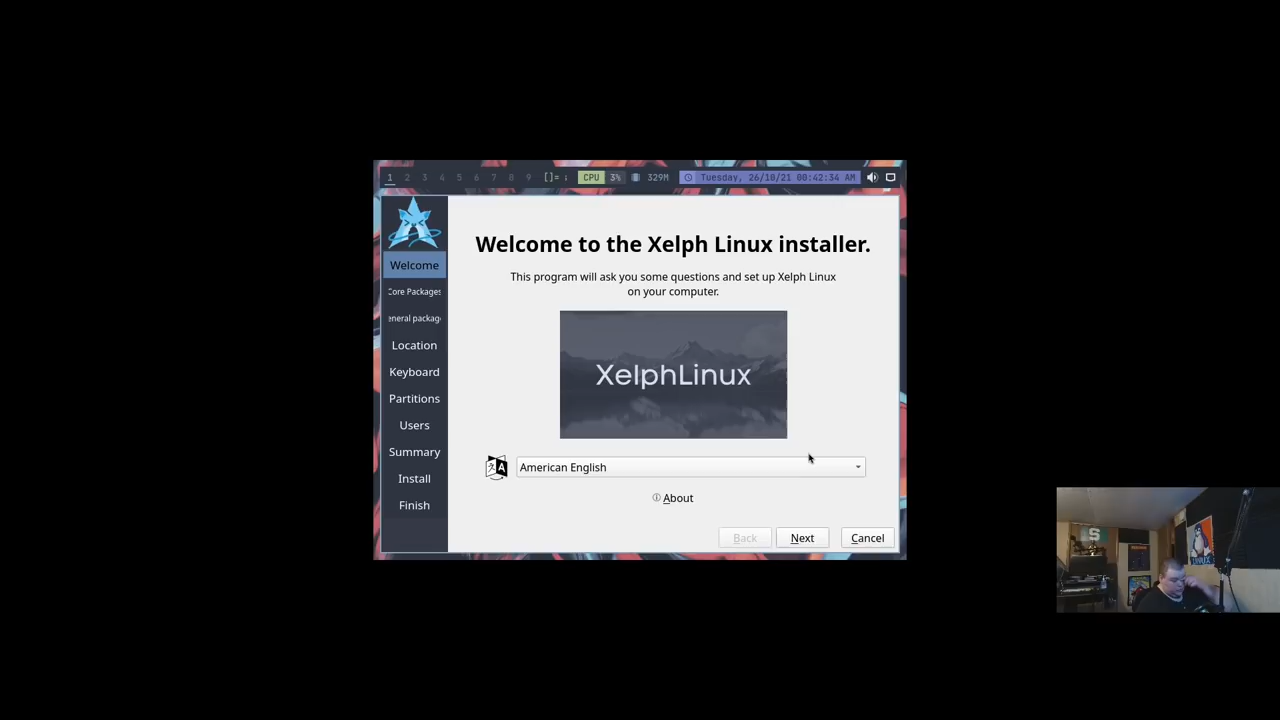 1 2 3 4 5 6 7 8 9 []= ↓ CPU 3% 329M Tuesday, 26/10/21 00:42:34 AM
Welcome
Core Packages
eneral package
Location
Keyboard
Partitions
Users
Summary
Install
Finish
Welcome to the Xelph Linux installer.
This program will ask you some questions and set up Xelph Linux
on your computer.
XelphLinux
American English
About
Back Next Cancel